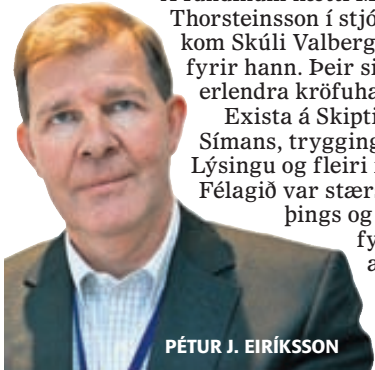 Thorsteinsson í stjó
kom Skúli Valberg
fyrir hann. Þeir si
erlendra kröfuha
Exista á Skipti
Símans, trygging
Lýsingu og fleiri
Félagið var stærs
þings og
fy
a
PÉTUR J. EIRÍKSSON